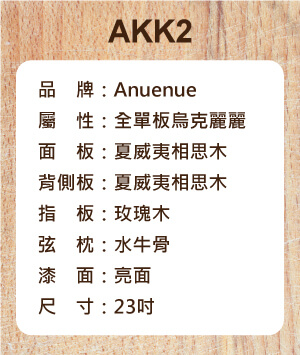 AKK2
品　牌：Anuenue
屬　性：全單板烏克麗麗
面　板：夏威夷相思木
背側板：夏威夷相思木
指　板：玫瑰木
弦　枕：水牛骨
漆　面：亮面
尺　寸：23吋